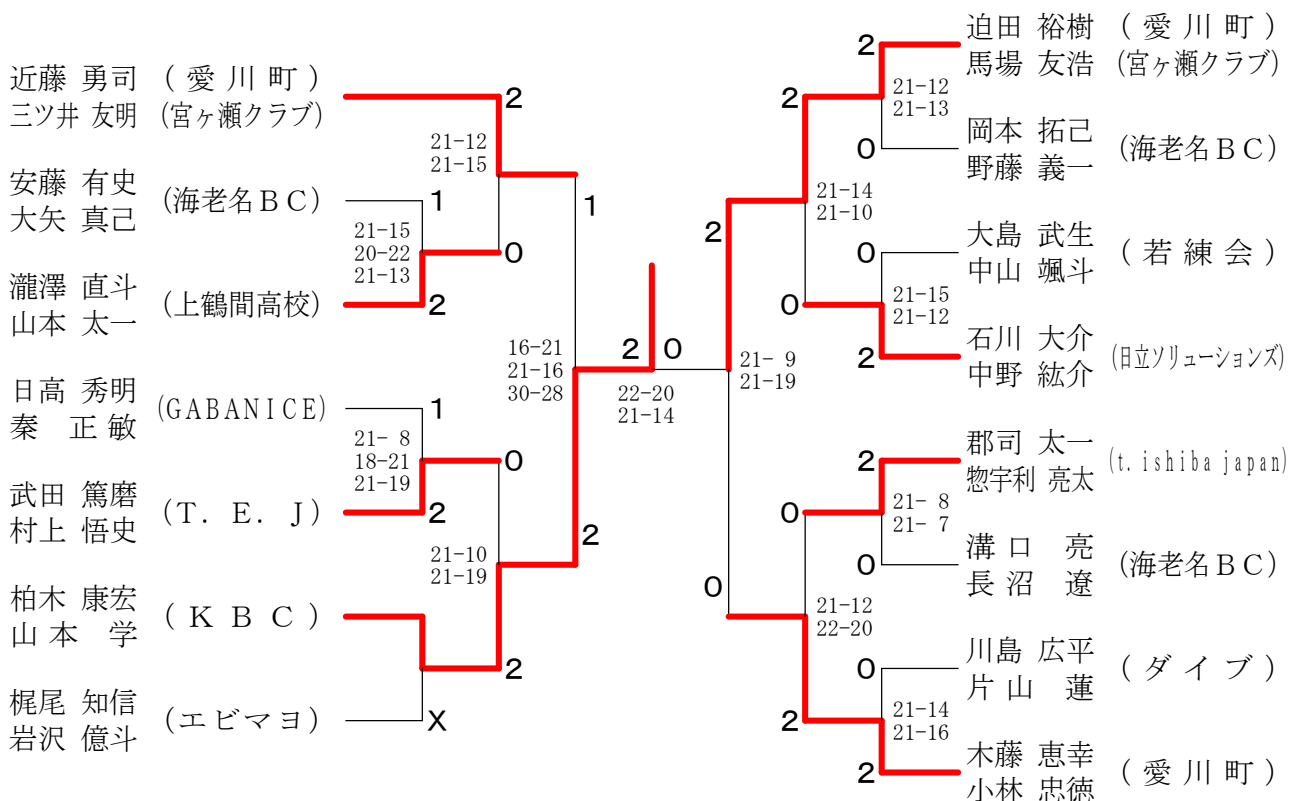 近藤 勇司 (愛川町)
三ツ井 友明 (宮ヶ瀬クラブ)
安藤 有史
大矢 真己
(海老名BC)
瀧澤 直斗
山本 太一
(上鶴間高校)
日高 秀明
秦 正敏
(GABANICE)
武田 篤磨
村上 悟史
(T. E. J)
柏木 康宏
山本 学
(KBC)
梶尾 知信
岩沢 億斗
(エビマヨ)
2
21-12
21-15
1
21-15
20-22
21-13
0
2
1
1
21- 8
18-21
21-19
0
2
21-10
21-19
2
X
16-21
21-16
30-28
2
2 0
22-20
21-14
2
21- 9
21-19
0
2
21-14
21-10
0
0
21-12
22-20
2
2
21-12
21-13
0
0
21-15
21-12
2
2
21- 8
21- 7
0
0
21-14
21-16
2
迫田 裕樹 (愛川町)
馬場 友浩 (宮ヶ瀬クラブ)
岡本 拓己
野藤 義一
(海老名BC)
大島 武生
中山 颯斗
(若練会)
石川 大介
中野 紘介
(日立ソリューションズ)
郡司 太一
惣宇利 亮太
(t. ishiba japan)
溝口 亮
長沼 遼
(海老名BC)
川島 広平
片山 蓮
(ダイブ)
木藤 恵幸
小林 忠徳
(愛川町)